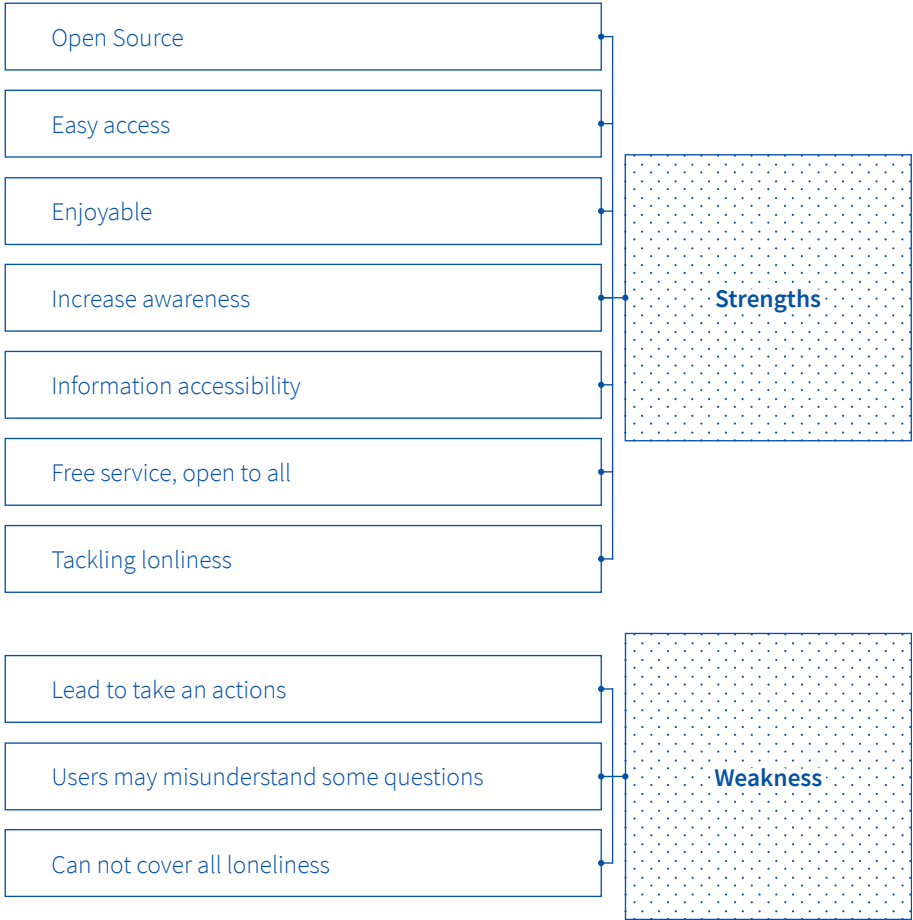 Open Source
Easy access
Enjoyable
Increase awareness
Information accessibility
Free service, open to all
Tackling lonliness
Strengths
Lead to take an actions
Users may misunderstand some questions
Can not cover all loneliness
Weakness